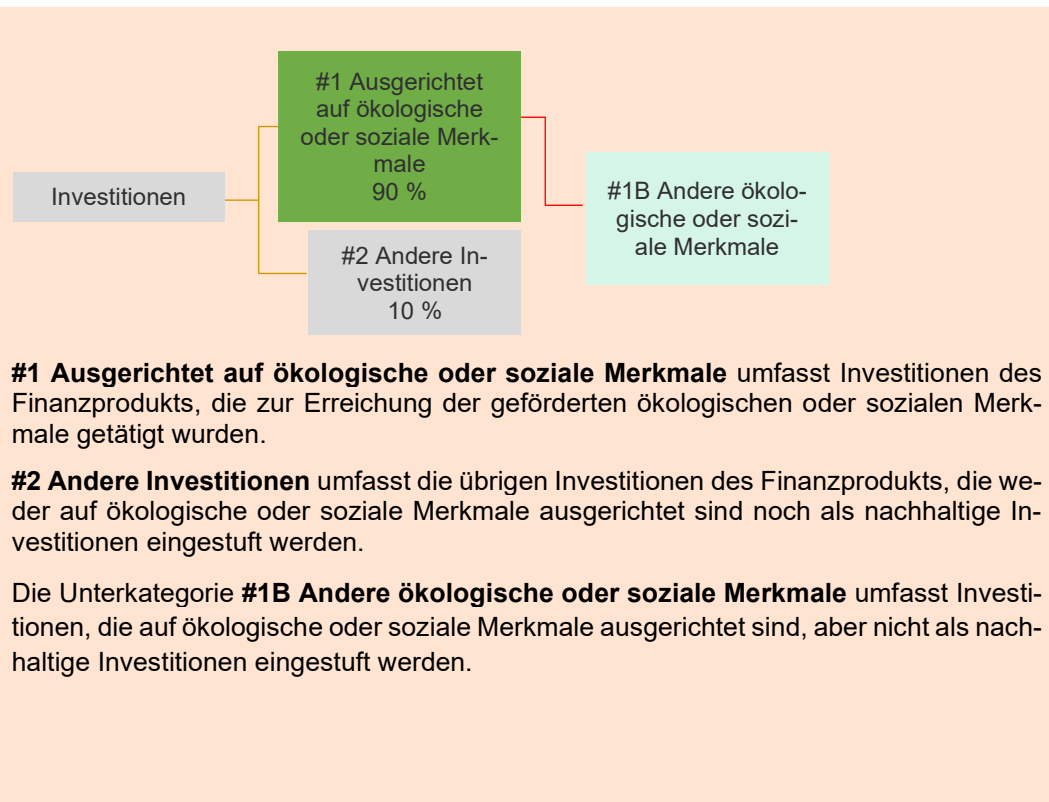 #1 Ausgerichtet
auf ökologische
oder soziale Merk-
male
90 %
Investitionen
#1B Andere ökolo-
gische oder sozi-
ale Merkmale
#2 Andere In-
vestitionen
10 %
#1 Ausgerichtet auf ökologische oder soziale Merkmale umfasst Investitionen des
Finanzprodukts, die zur Erreichung der geförderten ökologischen oder sozialen Merk-
male getätigt wurden.
#2 Andere Investitionen umfasst die übrigen Investitionen des Finanzprodukts, die we-
der auf ökologische oder soziale Merkmale ausgerichtet sind noch als nachhaltige In-
vestitionen eingestuft werden.
Die Unterkategorie #1B Andere ökologische oder soziale Merkmale umfasst Investi-
tionen, die auf ökologische oder soziale Merkmale ausgerichtet sind, aber nicht als nach-
haltige Investitionen eingestuft werden.